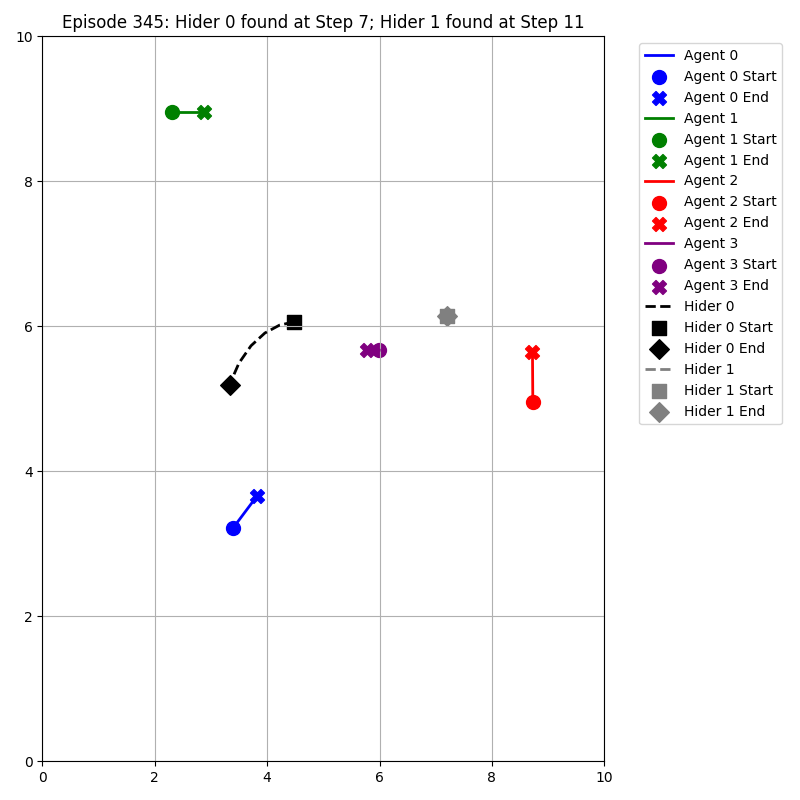 Episode 345: Hider 0 found at Step 7; Hider 1 found at Step 11
10
8
6
4
2
0
0 2 4 6 8 10
Agent 0
Agent 0 Start
Agent 0 End
Agent 1
Agent 1 Start
Agent 1 End
Agent 2
Agent 2 Start
Agent 2 End
Agent 3
Agent 3 Start
Agent 3 End
Hider 0
Hider 0 Start
Hider 0 End
Hider 1
Hider 1 Start
Hider 1 End